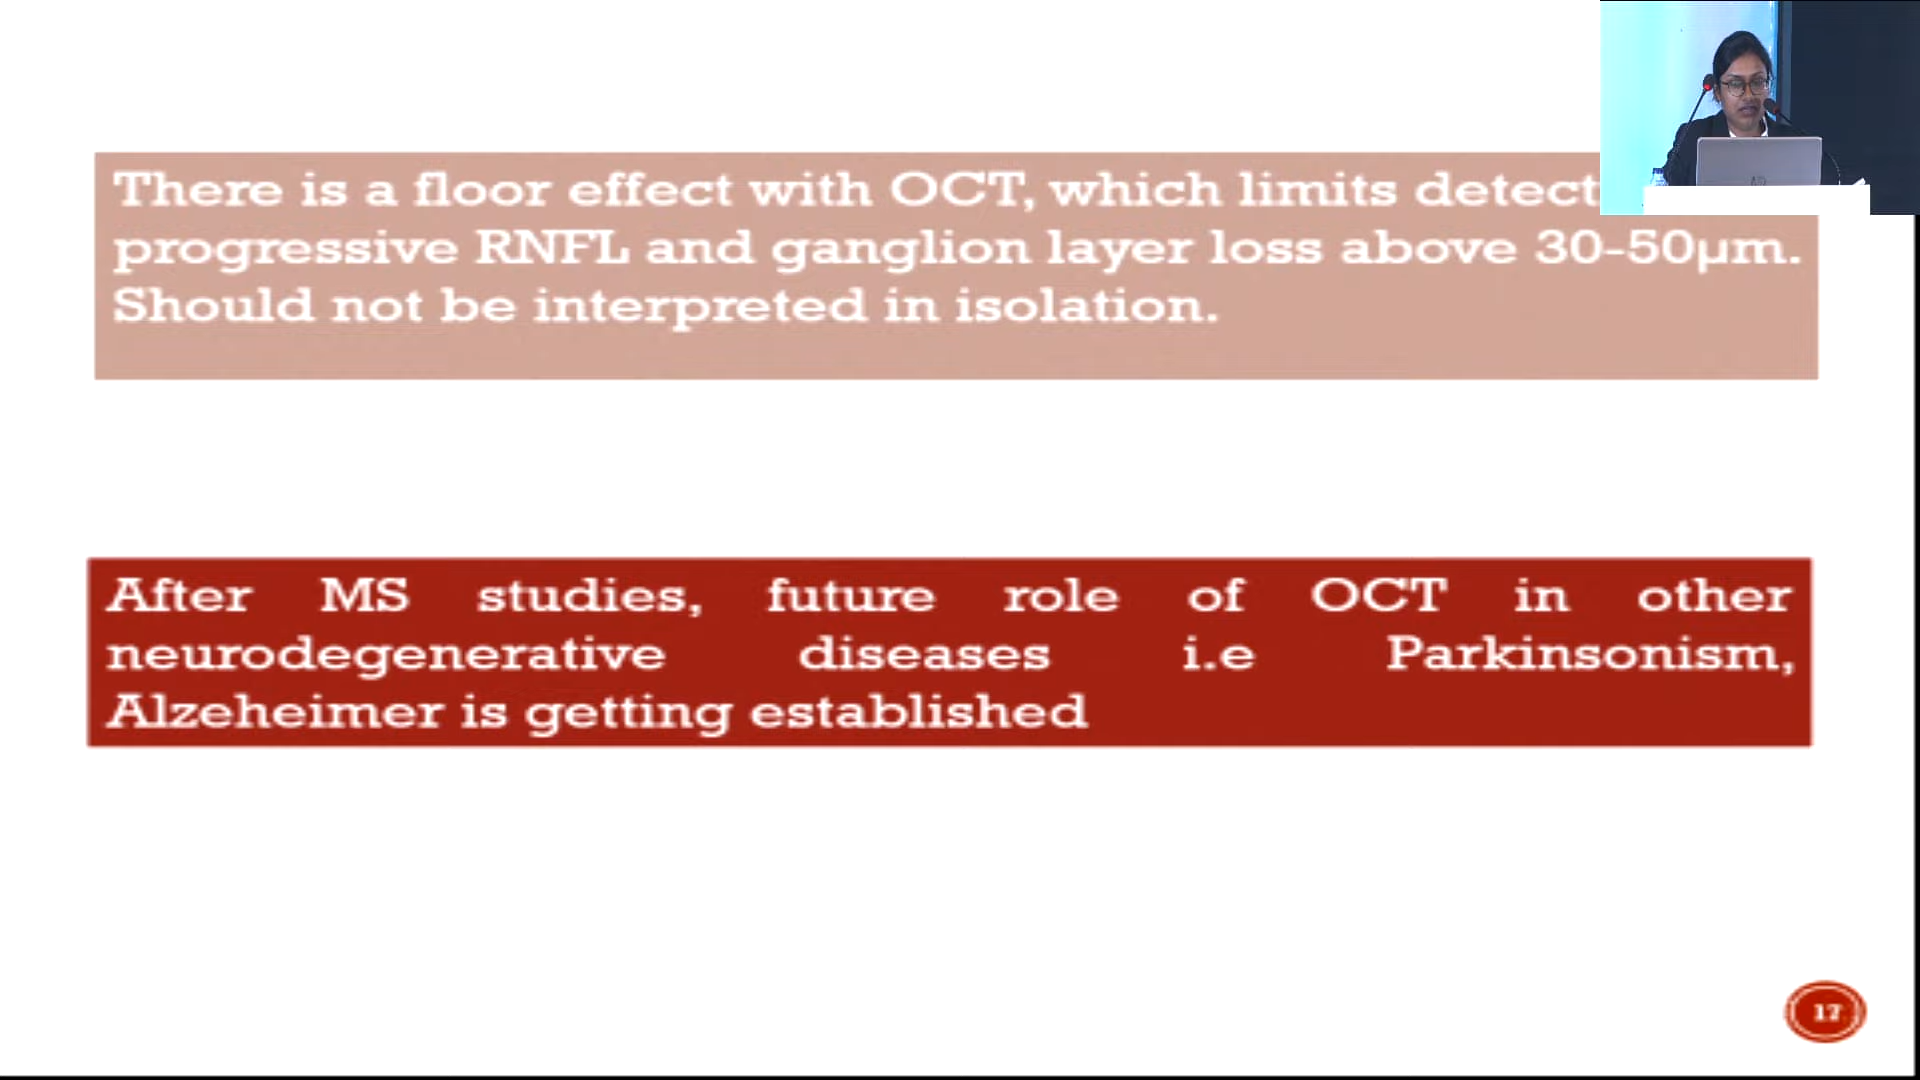 There is a floor effect with OCT, which limits detect
progressive RNFL and ganglion layer loss above 30-50µm.
Should not be interpreted in isolation.
After MS studies, future role of OCT in other
neurodegenerative diseases i.e Parkinsonism,
Alzeheimer is getting established
17